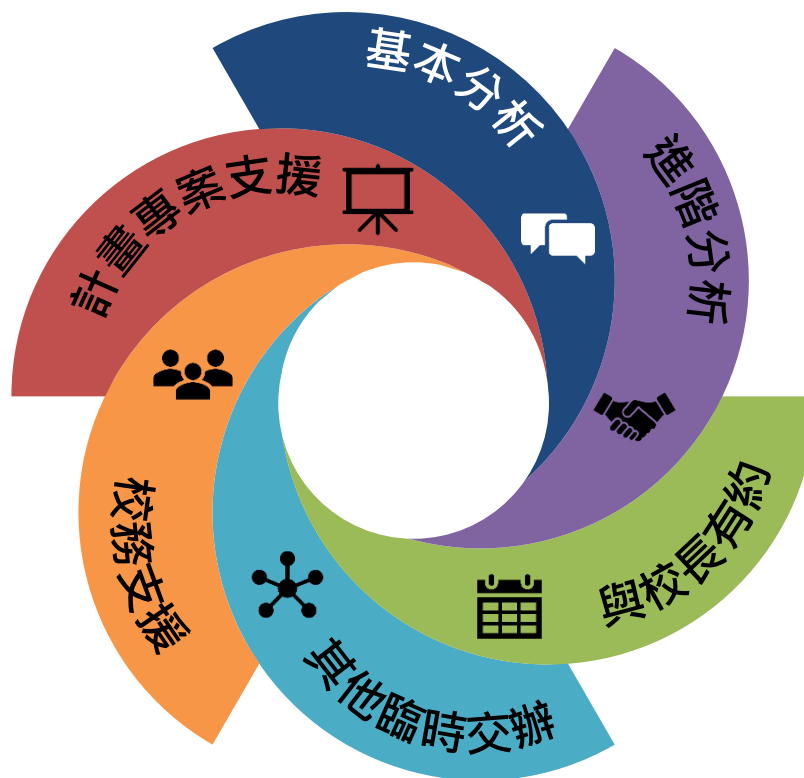 基本分析
進階分析
與校長有約
其他臨時交辦
校務支援
計畫專案支援